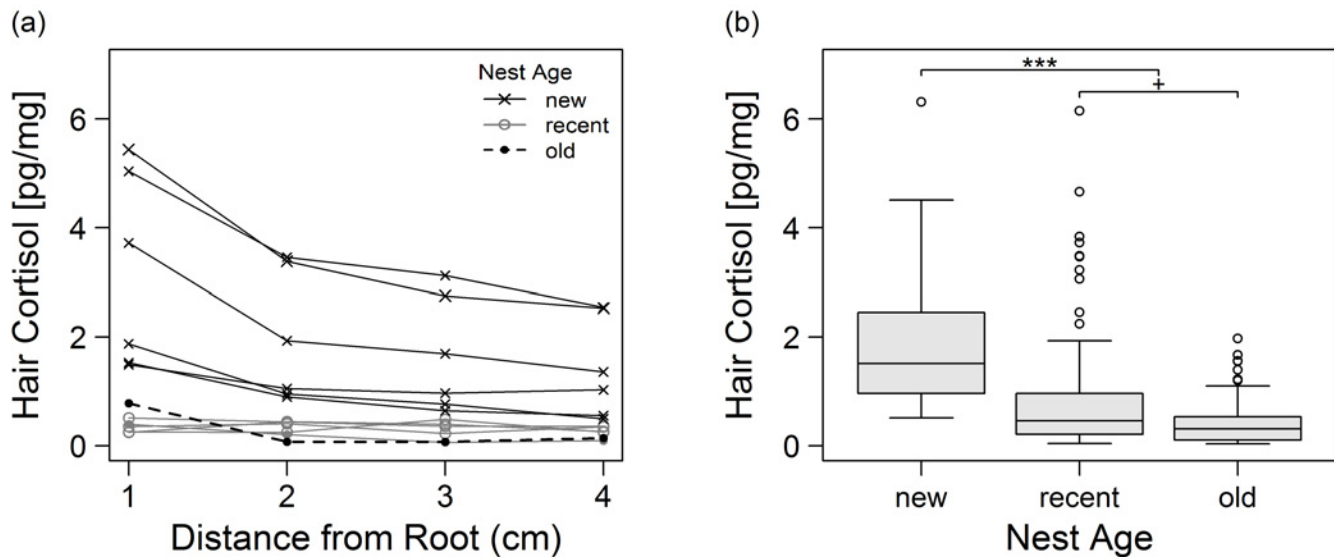 (a)
Hair Cortisol [pg/mg]
6
4
2
0
1 2 3 4
Distance from Root (cm)
Nest Age
new
recent
old
(b)
Hair Cortisol [pg/mg]
6
4
2
0
***
+
new recent old
Nest Age